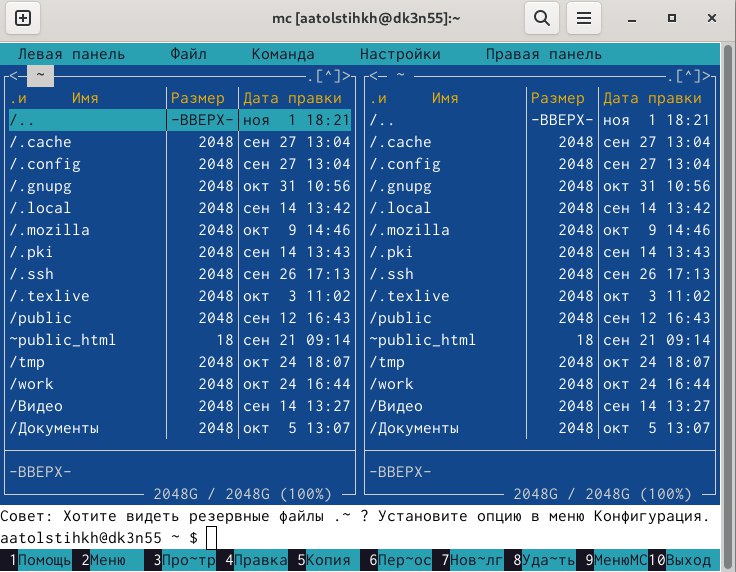 mc [aatolstihkh@dk3n55]:~
Левая панель Файл Команда Настройки Правая панель
<─ ~ .[^]> <─ ~ .[^]>
.и Имя Размер Дата правки .и Имя Размер Дата правки
/.. -ВВЕРХ- ноя 1 18:21 /.. -ВВЕРХ- ноя 1 18:21
/.cache 2048 сен 27 13:04 /.cache 2048 сен 27 13:04
/.config 2048 сен 27 13:04 /.config 2048 сен 27 13:04
/.gnupg 2048 окт 31 10:56 /.gnupg 2048 окт 31 10:56
/.local 2048 сен 14 13:42 /.local 2048 сен 14 13:42
/.mozilla 2048 окт 9 14:46 /.mozilla 2048 окт 9 14:46
/.pki 2048 сен 14 13:43 /.pki 2048 сен 14 13:43
/.ssh 2048 сен 26 17:13 /.ssh 2048 сен 26 17:13
/.texlive 2048 окт 3 11:02 /.texlive 2048 окт 3 11:02
/public 2048 сен 12 16:43 /public 2048 сен 12 16:43
~public_html 18 сен 21 09:14 ~public_html 18 сен 21 09:14
/tmp 2048 окт 24 18:07 /tmp 2048 окт 24 18:07
/work 2048 окт 24 16:44 /work 2048 окт 24 16:44
/Видео 2048 сен 14 13:27 /Видео 2048 сен 14 13:27
/Документы 2048 окт 5 13:07 /Документы 2048 окт 5 13:07
-ВВЕРХ- -ВВЕРХ-
2048G / 2048G (100%) 2048G / 2048G (100%)
Совет: Хотите видеть резервные файлы .~ ? Установите опцию в меню Конфигурация.
aatolstihkh@dk3n55 ~ $
1Помощь 2Меню 3Про~тр 4Правка 5Копия 6Пер~ос 7Нов~лг 8Уда~ть 9МенюМС 10Выход